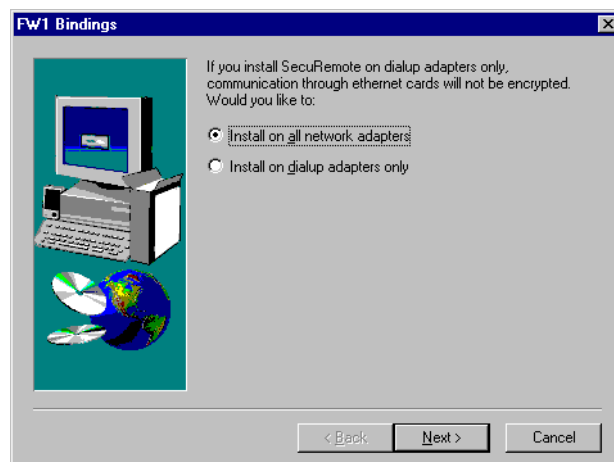 FW1 Bindings
If you install SecuRemote on dialup adapters only,
communication through ethernet cards will not be encrypted.
Would you like to:
Install on all network adapters
Install on dialup adapters only
< Back
Next >
Cancel